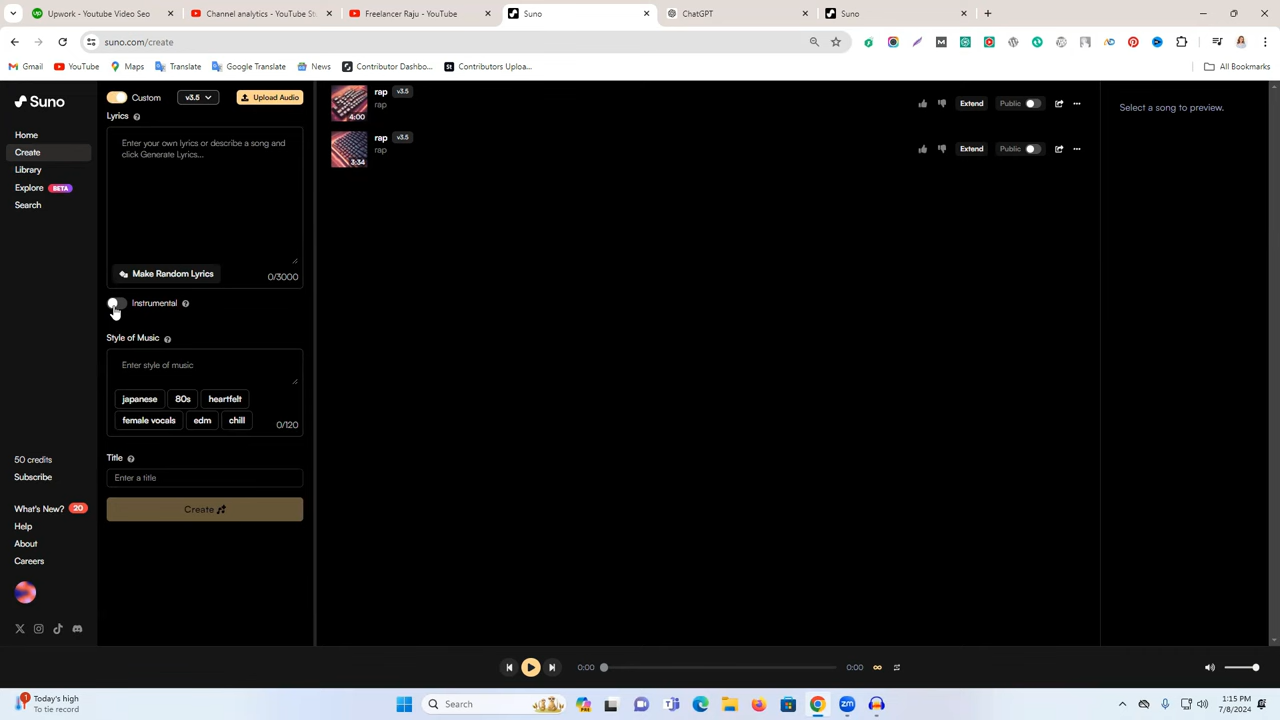 Upwork - Youtube Video Seo
Channel analytics - YouTube St
Freelancer Raju - YouTube
Suno
ChatGPT
Suno
suno.com/create
Gmail
YouTube
Maps
Translate
Google Translate
News
Contributor Dashbo...
Contributors Uploa...
All Bookmarks
Suno
Home
Create
Library
Explore BETA
Search
50 credits
Subscribe
What's New? 20
Help
About
Careers
Custom
v3.5
Upload Audio
Lyrics
Enter your own lyrics or describe a song and
click Generate Lyrics...
Make Random Lyrics
0/3000
Instrumental
Style of Music
Enter style of music
japanese 80s heartfelt
female vocals edm chill
0/120
Title
Enter a title
Create
rap v3.5
rap
4:00
Extend
Public
rap v3.5
rap
3:34
Extend
Public
Select a song to preview.
0:00
0:00
1
Today's high
To tie record
Search
1:15 PM
7/8/2024